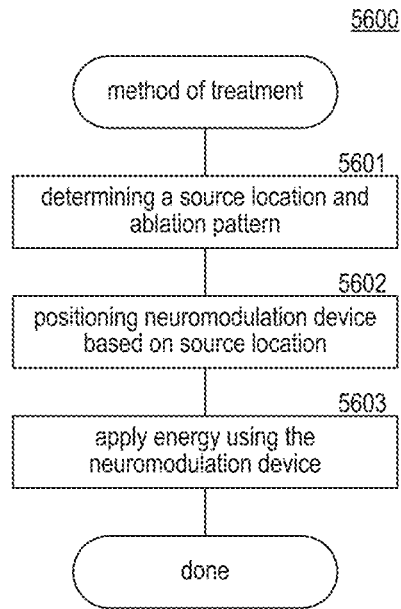 5600
method of treatment
5601
determining a source location and
ablation pattern
5602
positioning neuromodulation device
based on source location
5603
apply energy using the
neuromodulation device
done